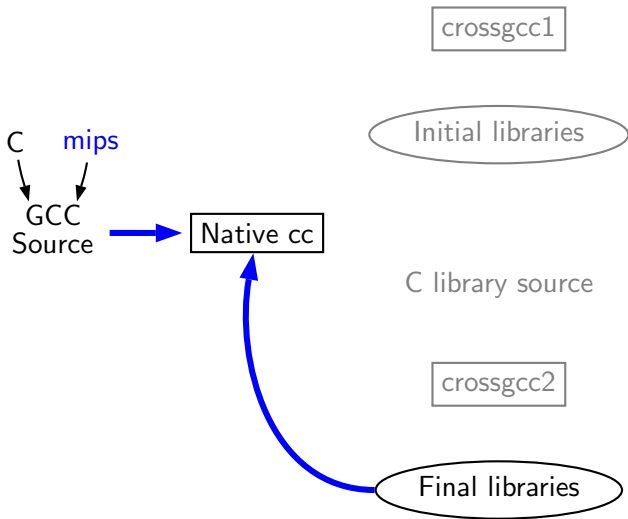 crossgcc1
Initial libraries
C
mips
GCC
Source
Native cc
C library source
crossgcc2
Final libraries